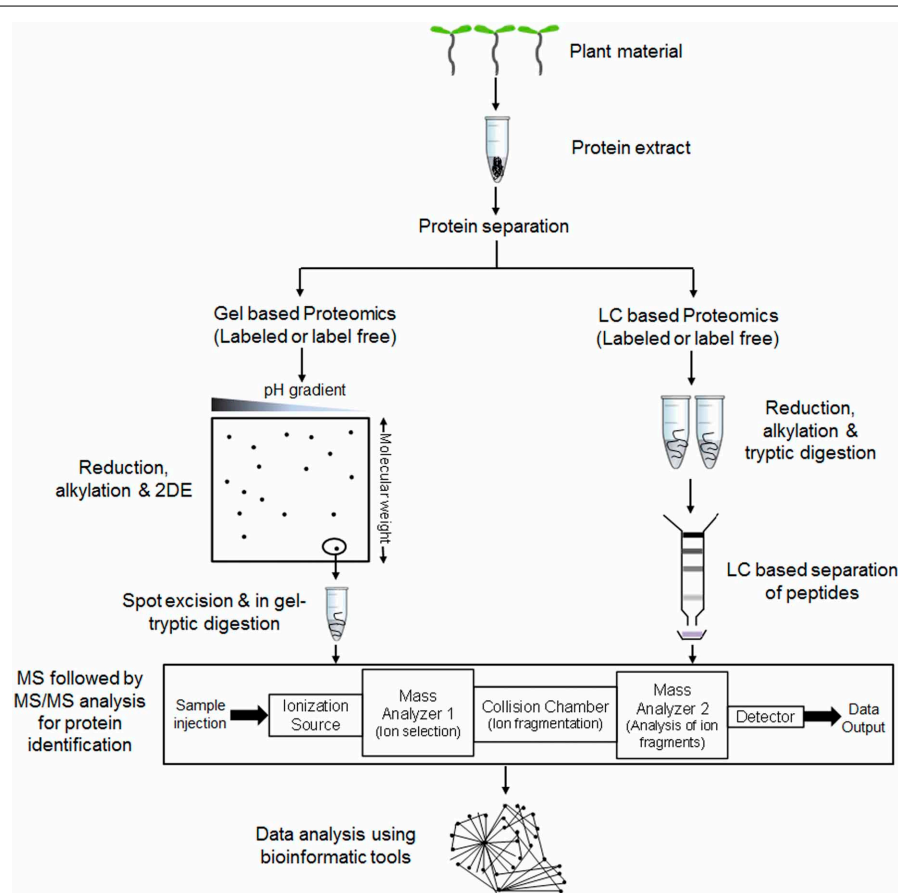 Plant material
Protein extract
Protein separation
Gel based Proteomics
(Labeled or label free)
LC based Proteomics
(Labeled or label free)
pH gradient
Molecular weight
Reduction,
alkylation & 2DE
Reduction,
alkylation &
tryptic digestion
LC based separation
of peptides
Spot excision & in gel-
tryptic digestion
MS followed by
MS/MS analysis
for protein
identification
Sample
injection
Ionization
Source
Mass
Analyzer 1
(Ion selection)
Collision Chamber
(Ion fragmentation)
Mass
Analyzer 2
(Analysis of ion
fragments)
Detector
Data
Output
Data analysis using
bioinformatic tools